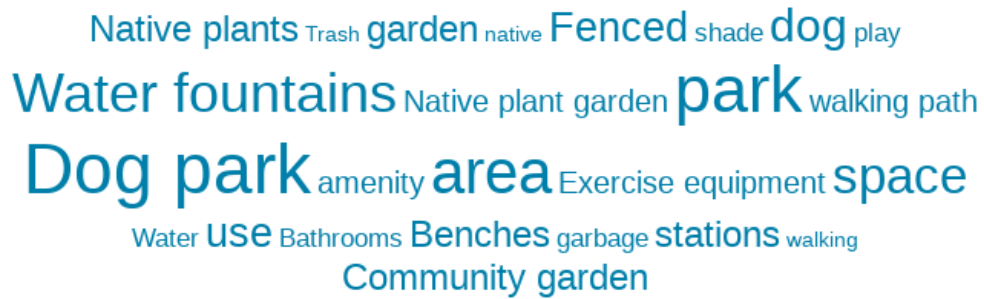 Native plants Trash garden native Fenced shade dog play
Water fountains Native plant garden park walking path
Dog park amenity area Exercise equipment space
Water use Bathrooms Benches garbage stations walking
Community garden